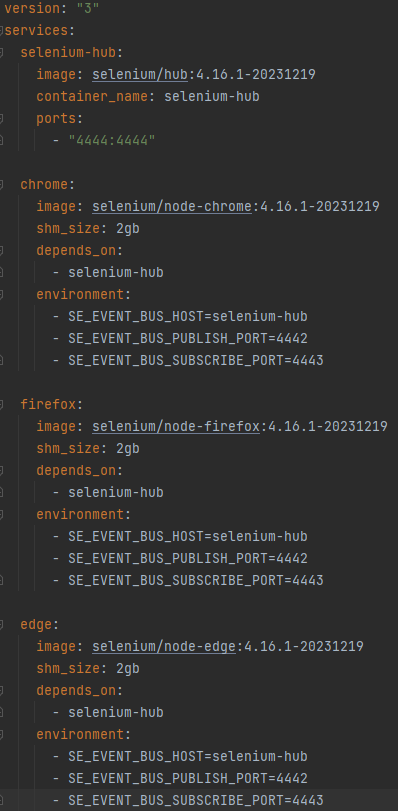 version: "3"
services:
  selenium-hub:
    image: selenium/hub:4.16.1-20231219
    container_name: selenium-hub
    ports:
      - "4444:4444"

  chrome:
    image: selenium/node-chrome:4.16.1-20231219
    shm_size: 2gb
    depends_on:
      - selenium-hub
    environment:
      - SE_EVENT_BUS_HOST=selenium-hub
      - SE_EVENT_BUS_PUBLISH_PORT=4442
      - SE_EVENT_BUS_SUBSCRIBE_PORT=4443

  firefox:
    image: selenium/node-firefox:4.16.1-20231219
    shm_size: 2gb
    depends_on:
      - selenium-hub
    environment:
      - SE_EVENT_BUS_HOST=selenium-hub
      - SE_EVENT_BUS_PUBLISH_PORT=4442
      - SE_EVENT_BUS_SUBSCRIBE_PORT=4443

  edge:
    image: selenium/node-edge:4.16.1-20231219
    shm_size: 2gb
    depends_on:
      - selenium-hub
    environment:
      - SE_EVENT_BUS_HOST=selenium-hub
      - SE_EVENT_BUS_PUBLISH_PORT=4442
      - SE_EVENT_BUS_SUBSCRIBE_PORT=4443